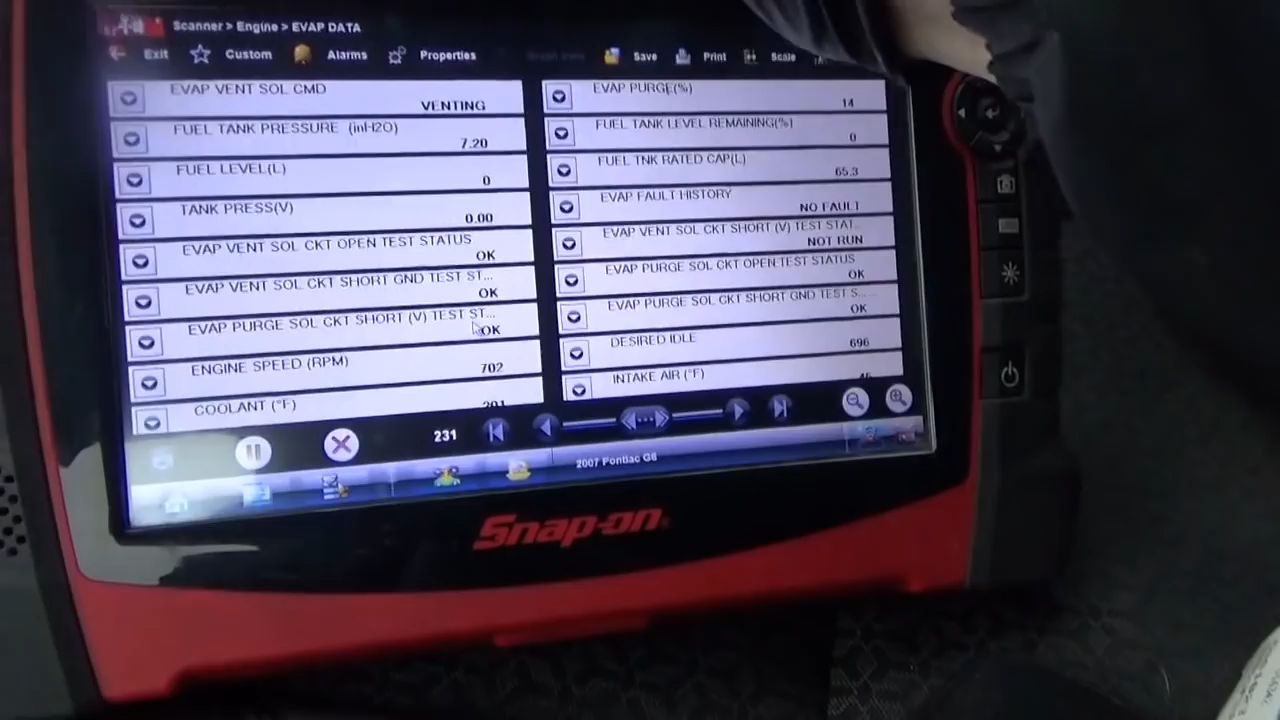 Scanner > Engine > EVAP DATA
Exit Custom Alarms Properties Save Print Scale
EVAP VENT SOL CMD
VENTING
EVAP PURGE(%)
14
FUEL TANK PRESSURE (inH2O)
7.20
FUEL TANK LEVEL REMAINING(%)
0
FUEL LEVEL(L)
0
FUEL TNK RATED CAP(L)
65.3
TANK PRESS(V)
0.00
EVAP FAULT HISTORY
NO FAULT
EVAP VENT SOL CKT OPEN TEST STATUS
OK
EVAP VENT SOL CKT SHORT (V) TEST STAT...
NOT RUN
EVAP VENT SOL CKT SHORT GND TEST ST...
OK
EVAP PURGE SOL CKT OPEN TEST STATUS
OK
EVAP PURGE SOL CKT SHORT (V) TEST ST...
OK
EVAP PURGE SOL CKT SHORT GND TEST S...
OK
ENGINE SPEED (RPM)
702
DESIRED IDLE
696
COOLANT (°F)
INTAKE AIR (°F)
231
2007 Pontiac G6
Snap-on